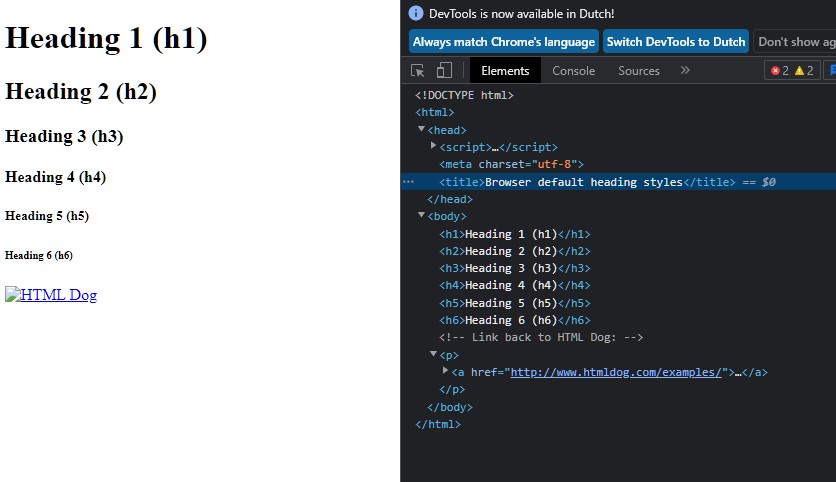 Heading 1 (h1)
Heading 2 (h2)
Heading 3 (h3)
Heading 4 (h4)
Heading 5 (h5)
Heading 6 (h6)
HTML Dog
DevTools is now available in Dutch!
Always match Chrome's language Switch DevTools to Dutch Don't show ag
Elements Console Sources » 2 2
<!DOCTYPE html>
<html>
<head>
<script>…</script>
<meta charset="utf-8">
<title>Browser default heading styles</title> == $0
</head>
<body>
<h1>Heading 1 (h1)</h1>
<h2>Heading 2 (h2)</h2>
<h3>Heading 3 (h3)</h3>
<h4>Heading 4 (h4)</h4>
<h5>Heading 5 (h5)</h5>
<h6>Heading 6 (h6)</h6>
<!-- Link back to HTML Dog: -->
<p>
<a href="http://www.htmldog.com/examples/">…</a>
</p>
</body>
</html>